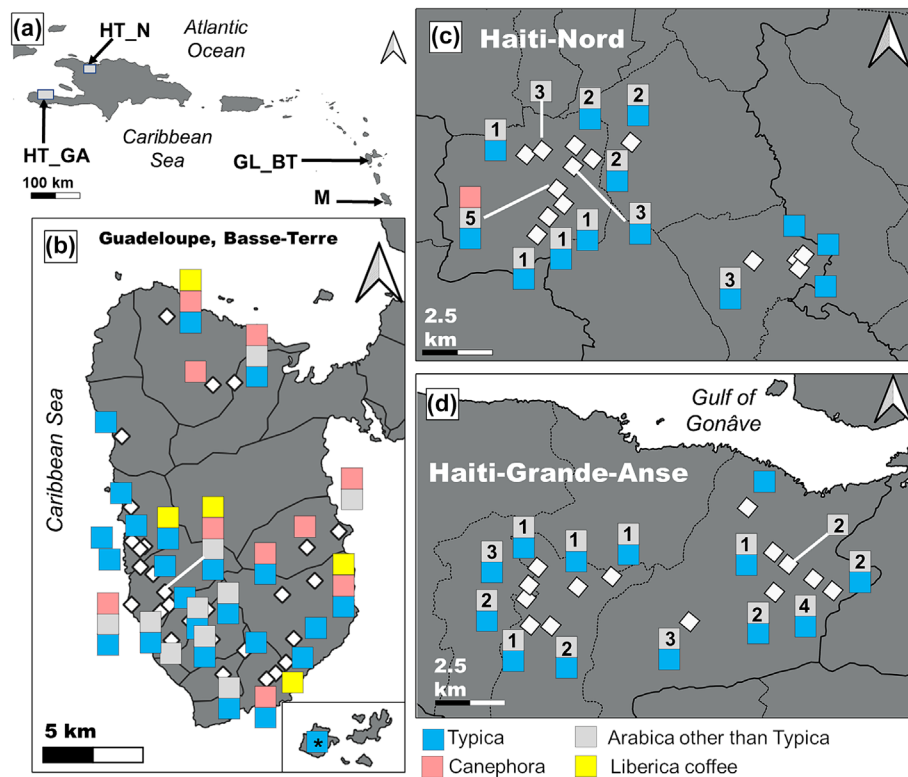 (a)
HT_N
Atlantic
Ocean
Caribbean
Sea
HT_GA
GL_BT
M
100 km
(b)
Guadeloupe, Basse-Terre
Caribbean Sea
5 km
*
(c)
Haiti-Nord
3
2
2
1
2
5
3
1
1
1
3
2.5
km
(d)
Gulf of
Gonâve
Haiti-Grande-Anse
1
1
1
3
2
1
2
2
1
2
3
2
4
2.5
km
Typica
Arabica other than Typica
Canephora
Liberica coffee